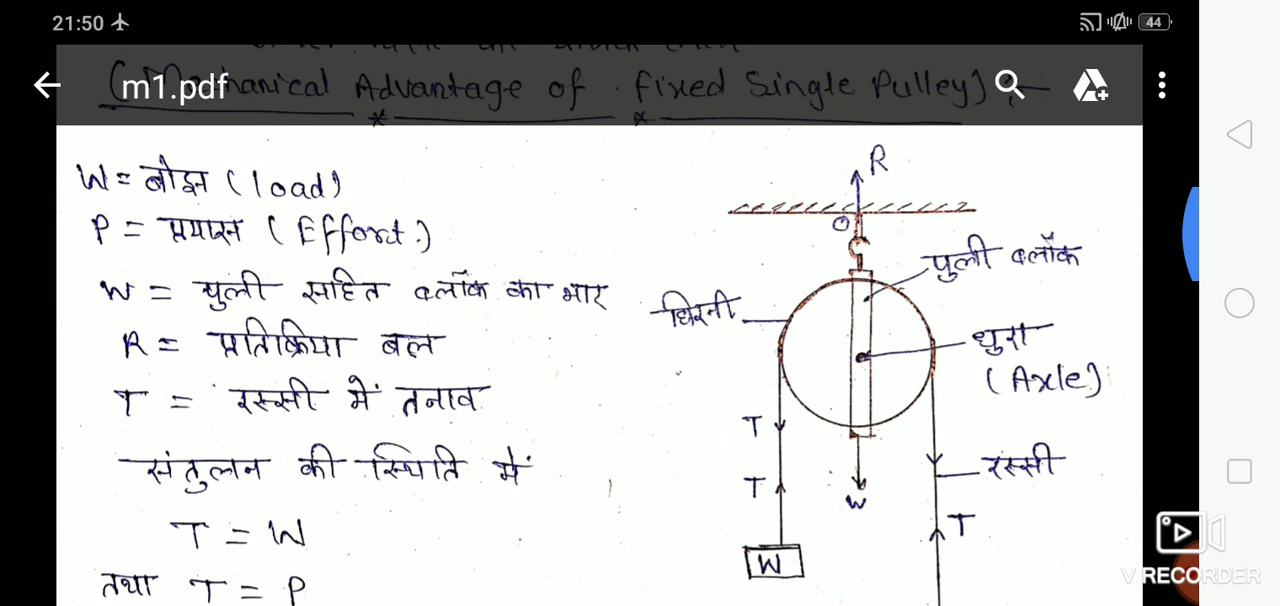 21:50
44
m1.pdf
(Mechanical Advantage of fixed Single Pulley) :-
W = बोझ (load)
P = प्रयास (Effort)
w = पुली सहित ब्लॉक का भार
R = प्रतिक्रिया बल
T = रस्सी में तनाव
संतुलन की स्थिति में
T = W
तथा T = P
R
O
पुली ब्लॉक
घिरनी
धुरा
(Axle)
T
T
w
रस्सी
T
W
V RECORDER